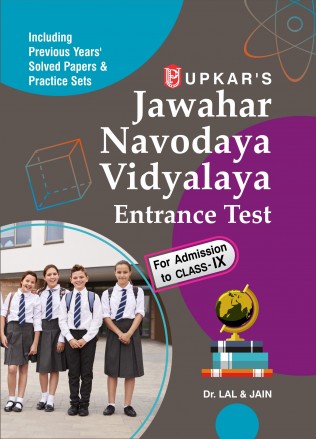 Including
Previous Years'
Solved Papers &
Practice Sets
UPKAR'S
Jawahar
Navodaya
Vidyalaya
Entrance Test
For Admission
to CLASS-IX
Dr. LAL & JAIN